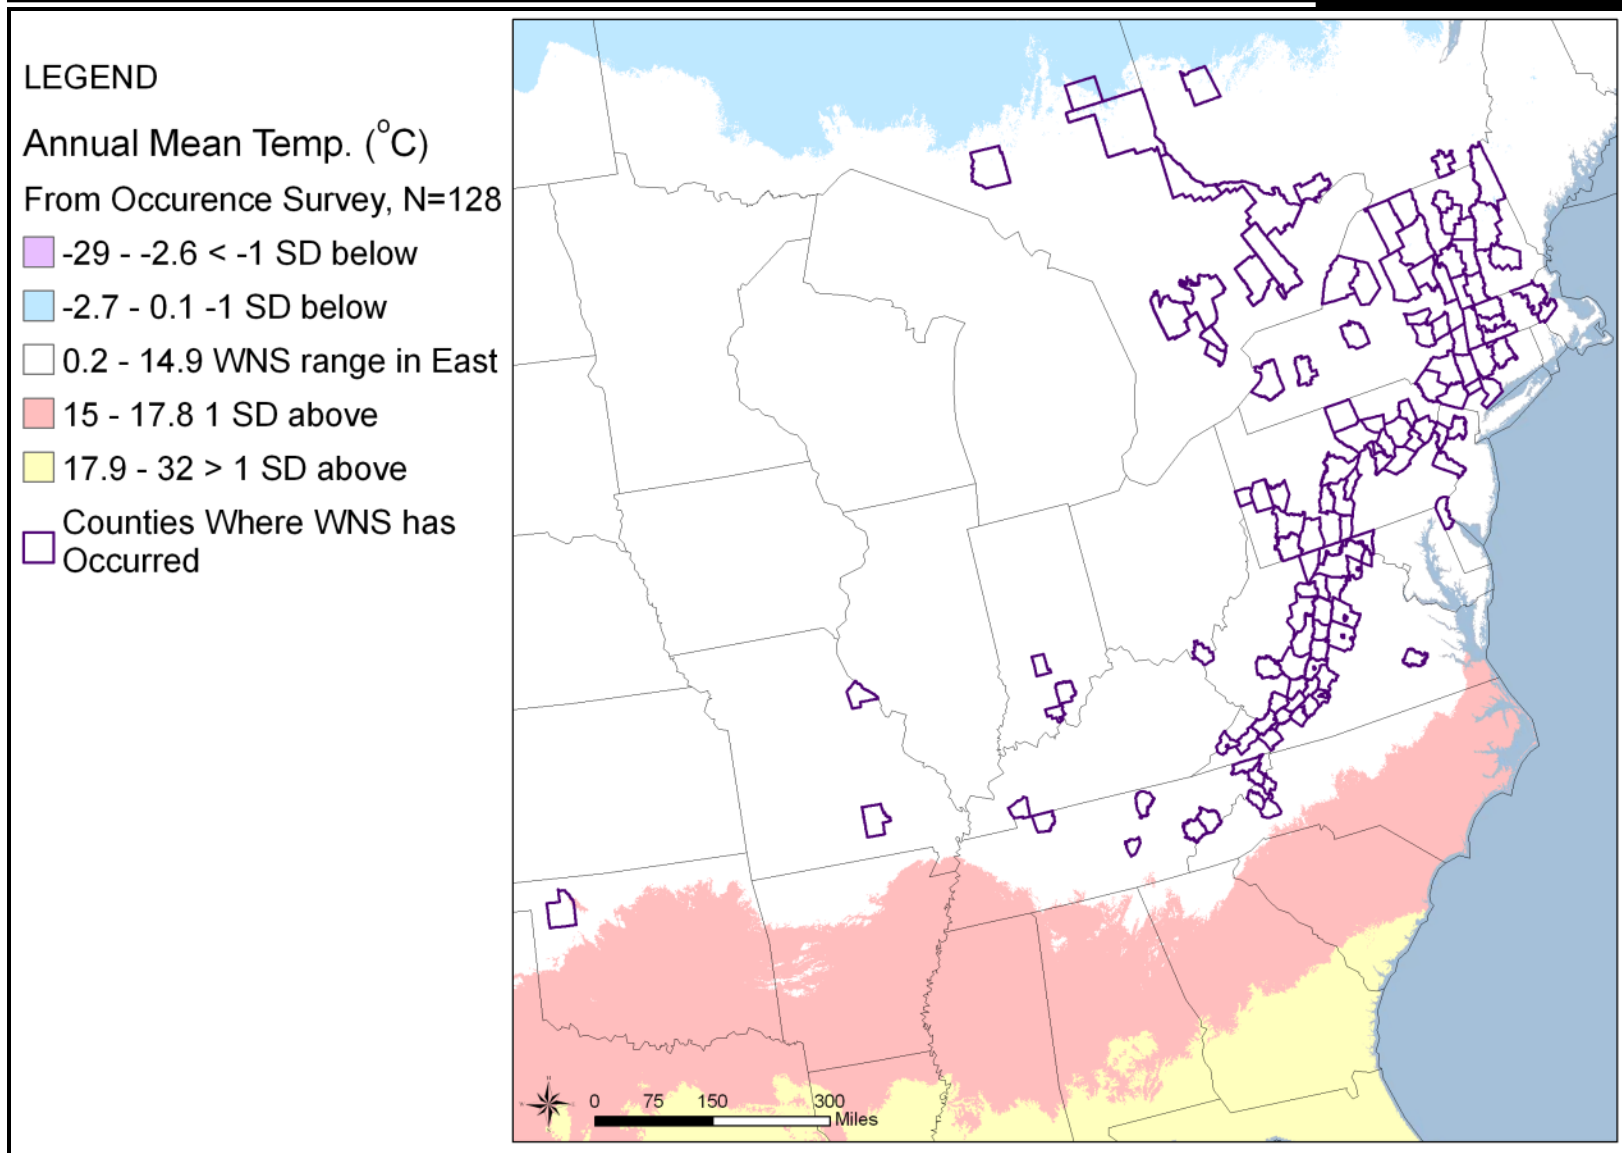 LEGEND
Annual Mean Temp. (°C)
From Occurence Survey, N=128
-29 - -2.6 < -1 SD below
-2.7 - 0.1 -1 SD below
0.2 - 14.9 WNS range in East
15 - 17.8 1 SD above
17.9 - 32 > 1 SD above
Counties Where WNS has
Occurred
0 75 150 300
Miles